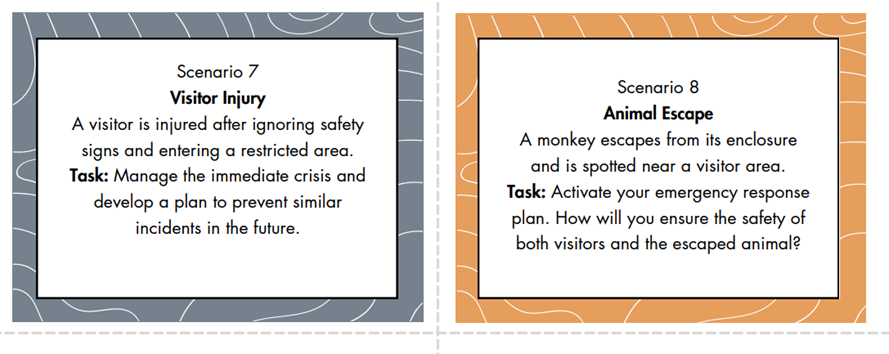 Scenario 7
Visitor Injury
A visitor is injured after ignoring safety
signs and entering a restricted area.
Task: Manage the immediate crisis and
develop a plan to prevent similar
incidents in the future.
Scenario 8
Animal Escape
A monkey escapes from its enclosure
and is spotted near a visitor area.
Task: Activate your emergency response
plan. How will you ensure the safety of
both visitors and the escaped animal?